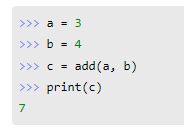 >>> a = 3
>>> b = 4
>>> c = add(a, b)
>>> print(c)
7